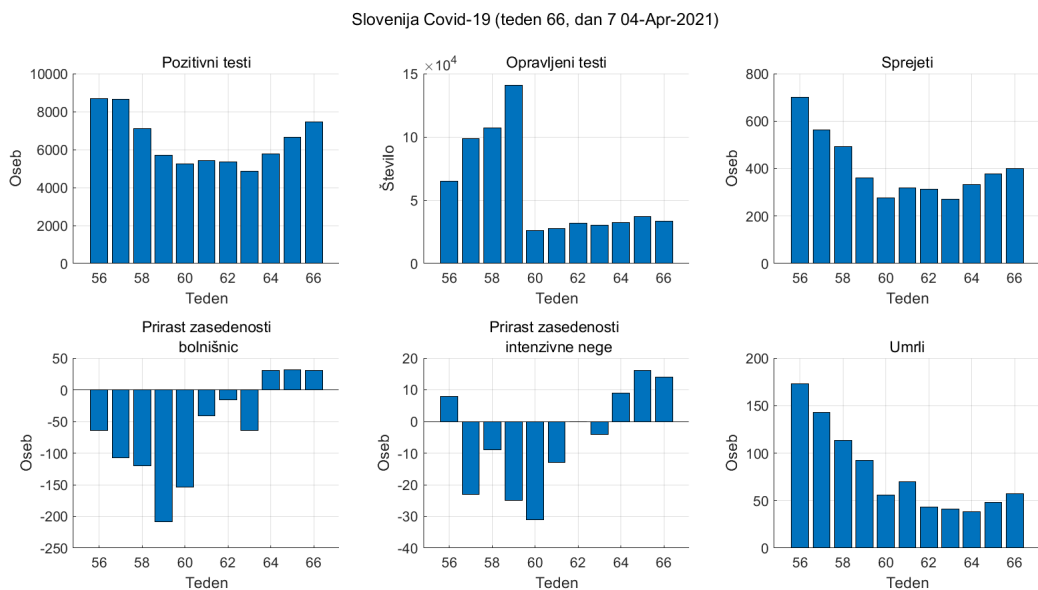 Slovenija Covid-19 (teden 66, dan 7 04-Apr-2021)
Pozitivni testi
10000
8000
6000
4000
2000
0
Oseb
56 58 60 62 64 66
Teden
Opravljeni testi
×10⁴
15
10
5
0
Število
56 58 60 62 64 66
Teden
Sprejeti
800
600
400
200
0
Oseb
56 58 60 62 64 66
Teden
Prirast zasedenosti
bolnišnic
50
0
-50
-100
-150
-200
-250
Oseb
56 58 60 62 64 66
Teden
Prirast zasedenosti
intenzivne nege
20
10
0
-10
-20
-30
-40
Oseb
56 58 60 62 64 66
Teden
Umrli
200
150
100
50
0
Oseb
56 58 60 62 64 66
Teden